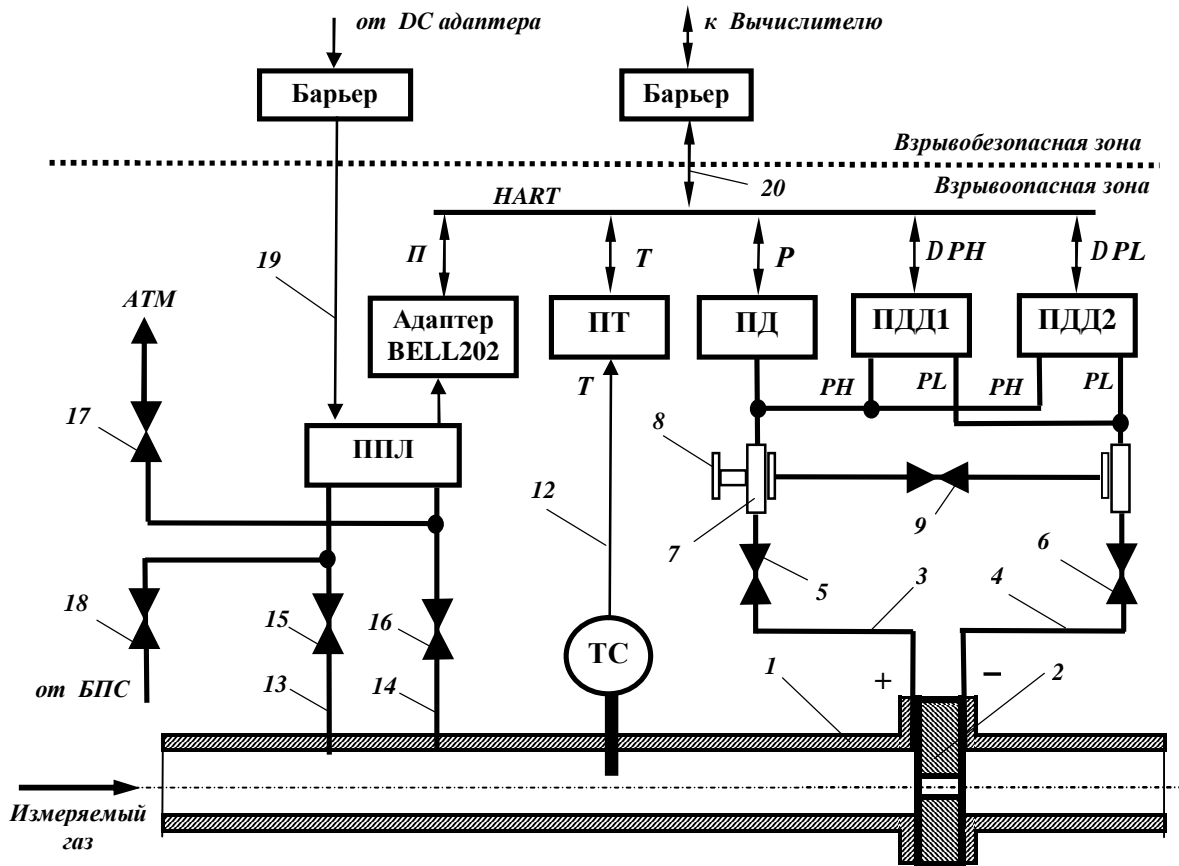 от DC адаптера
к Вычислителю
Барьер
Барьер
Взрывобезопасная зона
20
Взрывоопасная зона
HART
П
T
P
D PH
D PL
19
АТМ
Адаптер
BELL202
ПТ
ПД
ПДД1
ПДД2
T
PH
PL
PH
PL
17
8
ППЛ
12
7
9
5
3
4
6
18
15
16
ТС
от БПС
13
14
1
+
−
2
Измеряемый
газ